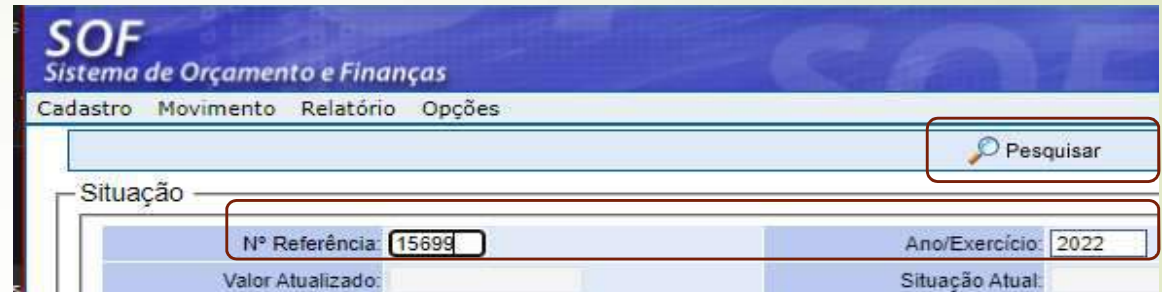 SOF
Sistema de Orçamento e Finanças
Cadastro Movimento Relatório Opções
Pesquisar
Situação
Nº Referência: 15699 Ano/Exercício: 2022
Valor Atualizado: Situação Atual: